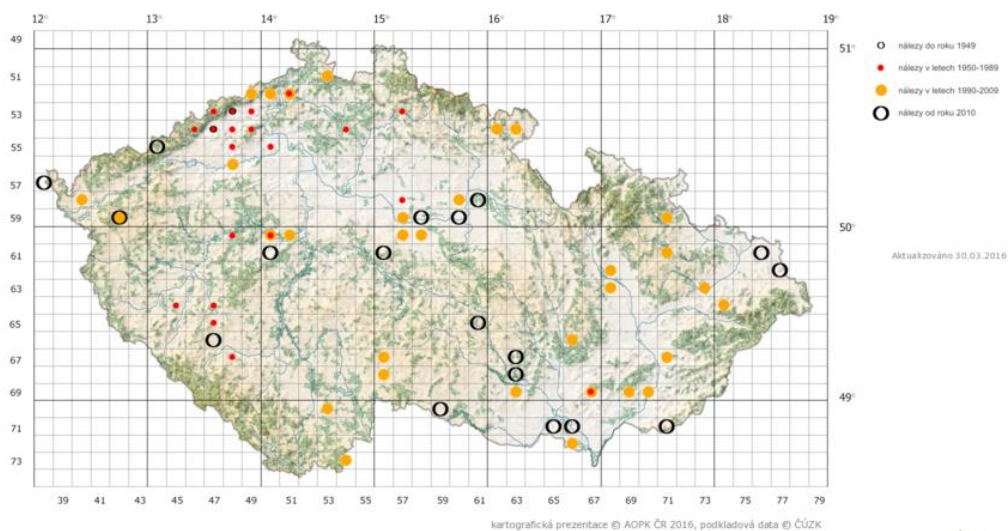 12° 13° 14° 15° 16° 17° 18° 19°
49
51
53
55
57
59
61
63
65
67
69
71
73
51°
50°
49°
39 41 43 45 47 49 51 53 55 57 59 61 63 65 67 69 71 73 75 77 79
nálezy do roku 1949
nálezy v letech 1950-1989
nálezy v letech 1990-2009
nálezy od roku 2010
Aktualizováno 30.03.2016
kartografická prezentace © AOPK ČR 2016, podkladová data © ČÚZK